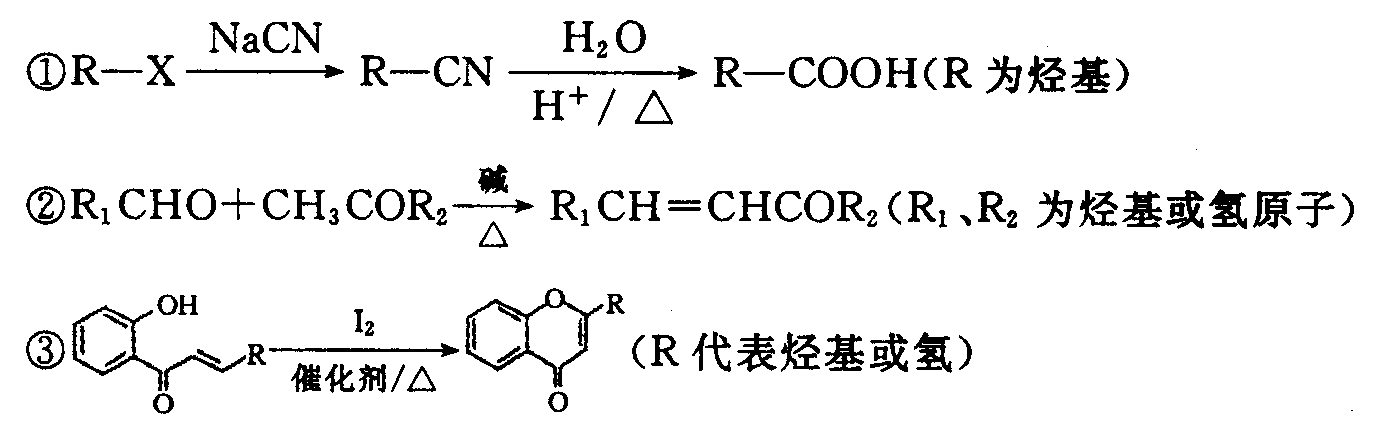 ①R—X NaCN→ R—CN H₂O H⁺/△→ R—COOH(R 为烃基)
②R₁CHO+CH₃COR₂ 碱 △→ R₁CH=CHCOR₂(R₁、R₂ 为烃基或氢原子)
③ OH O R I₂ 催化剂/△→ O R O (R 代表烃基或氢)